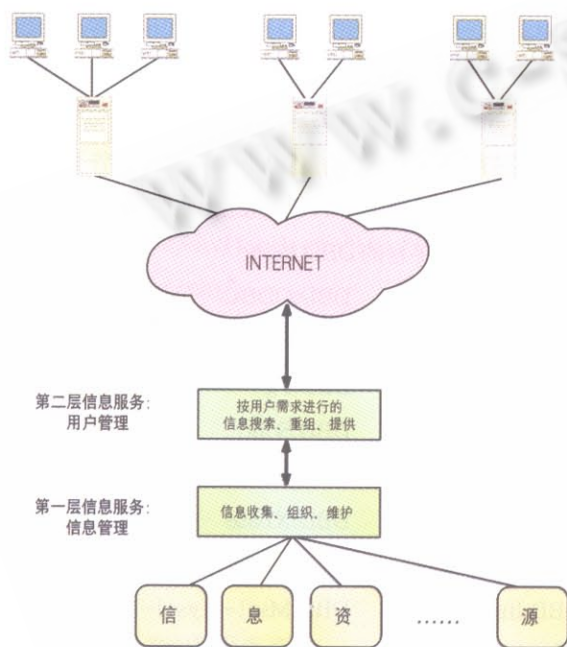 www.c-s
INTERNET
第二层信息服务:
用户管理
按用户需求进行的
信息搜索、重组、提供
第一层信息服务:
信息管理
信息收集、组织、维护
信 息 资 …… 源